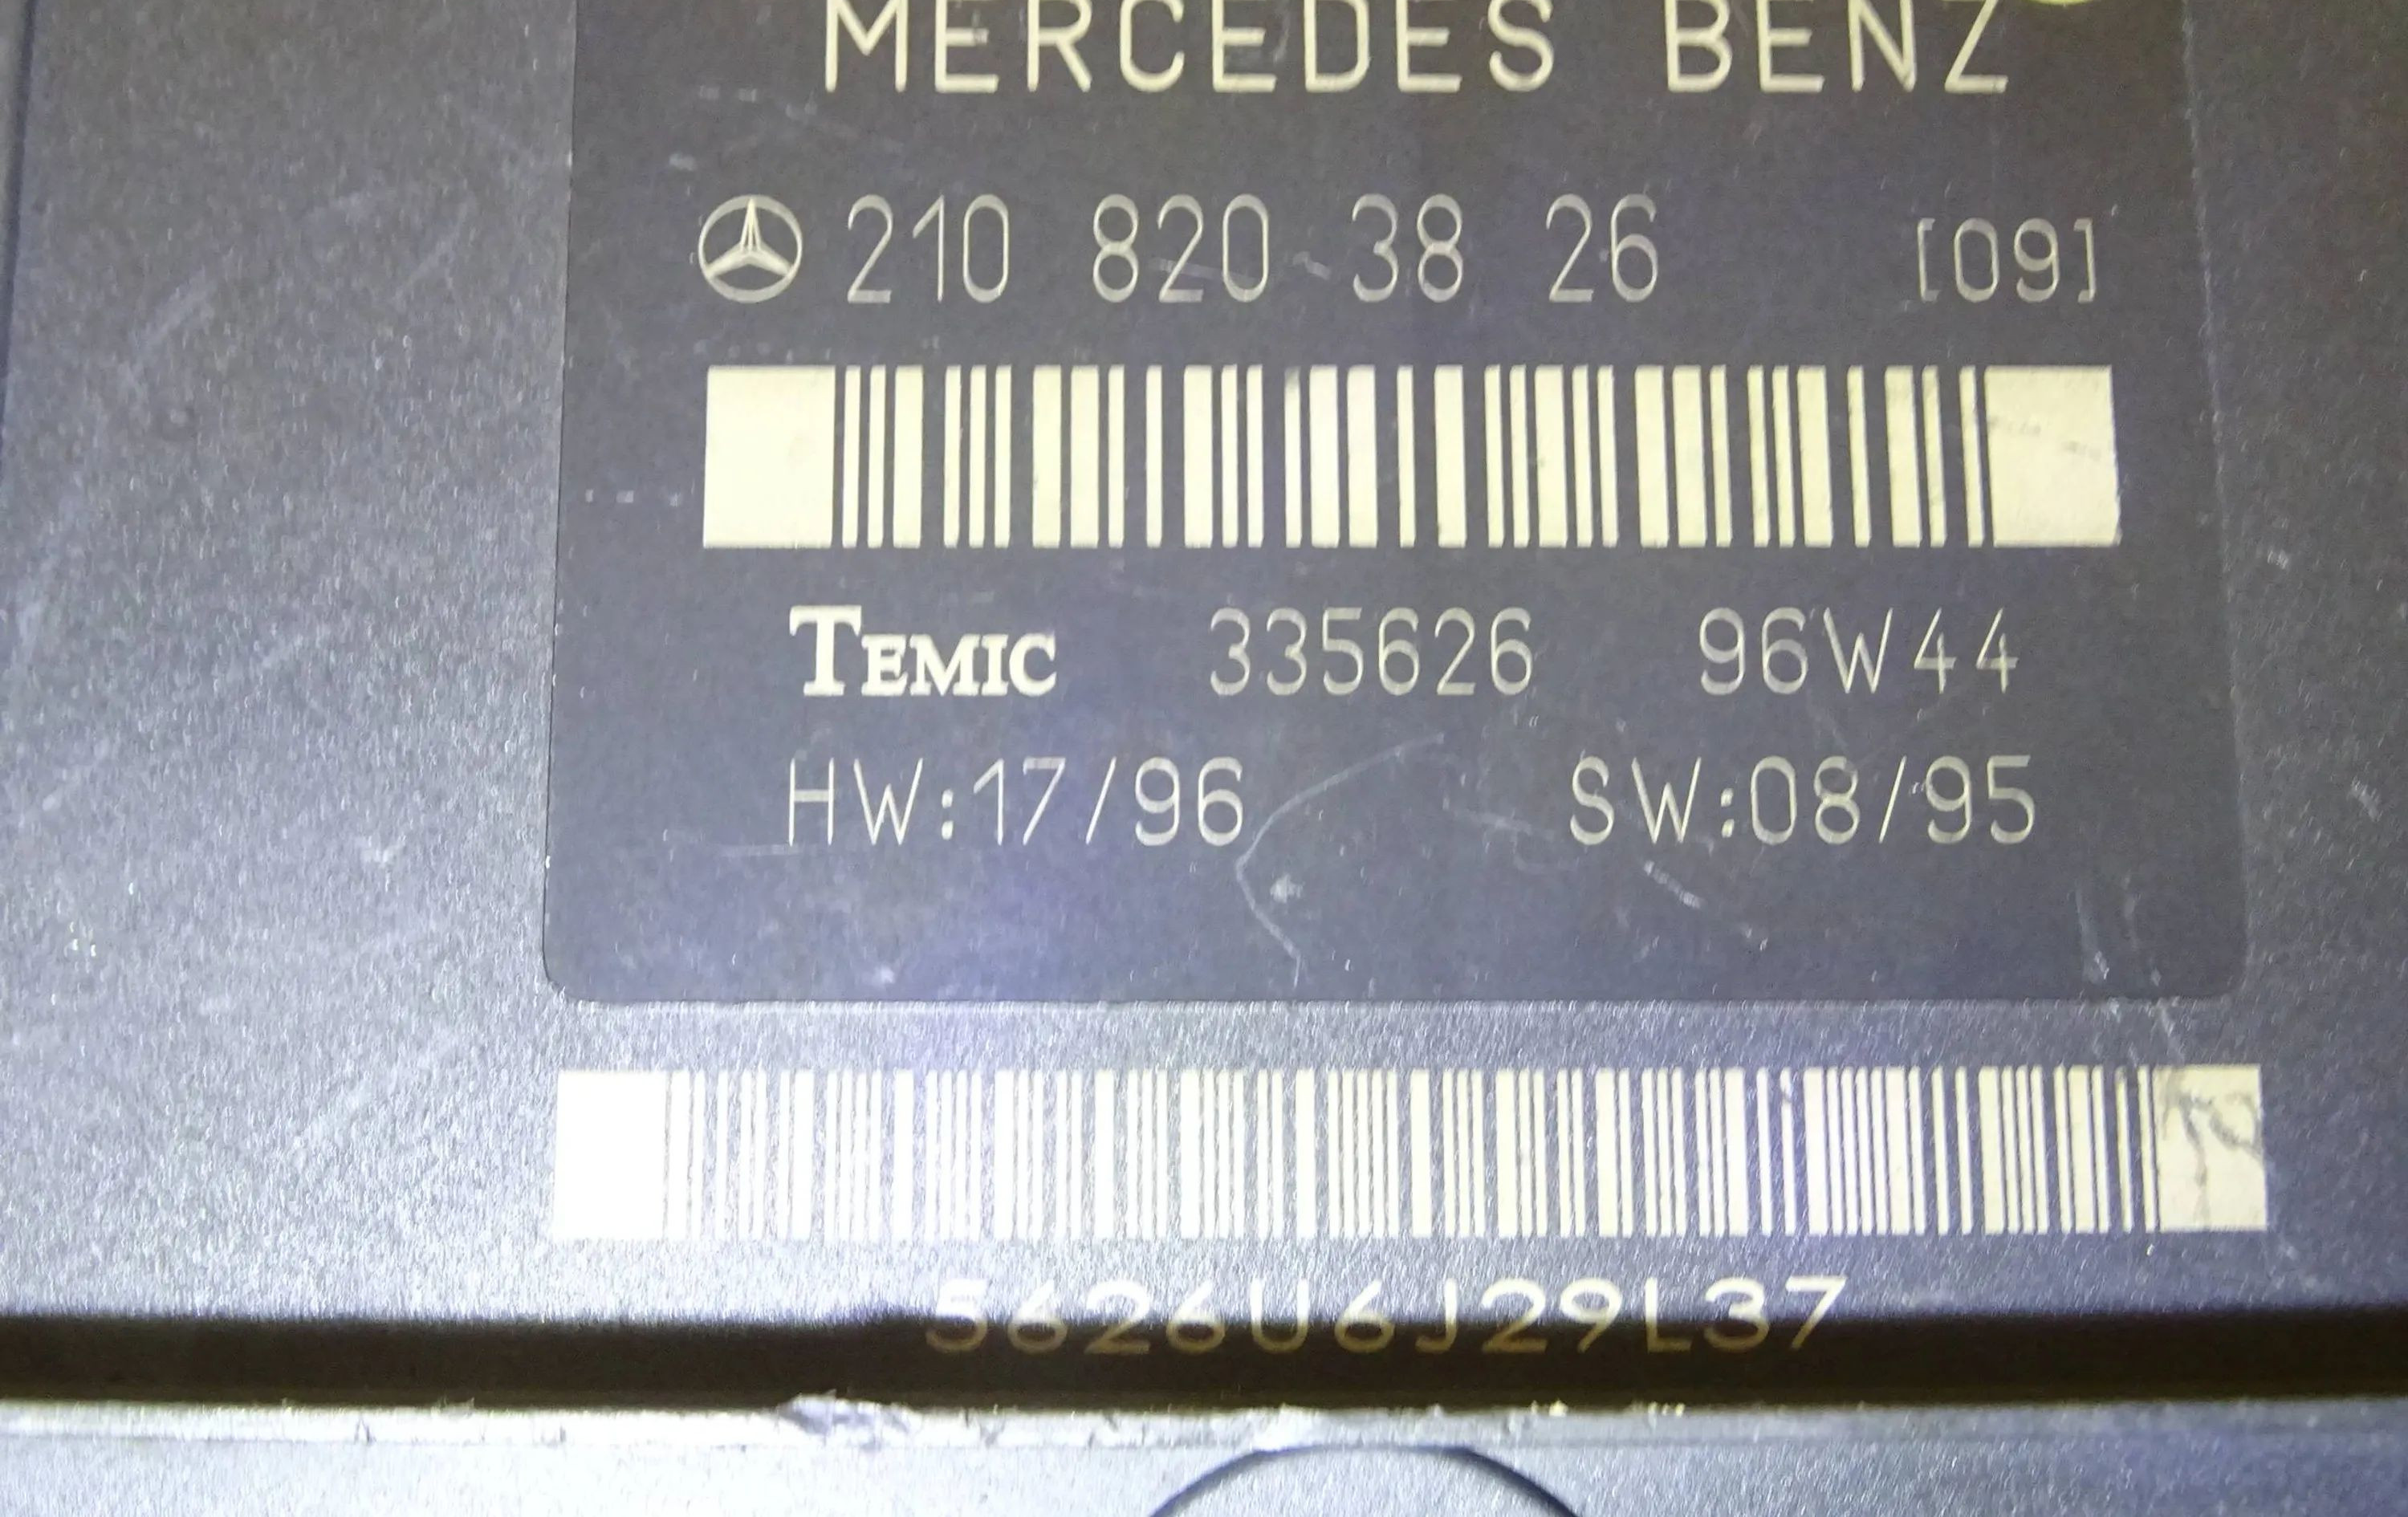 MERCEDES BENZ
210 820 38 26 [09]
TEMIC 335626 96W44
HW:17/96 SW:08/95
5626U6J29L37